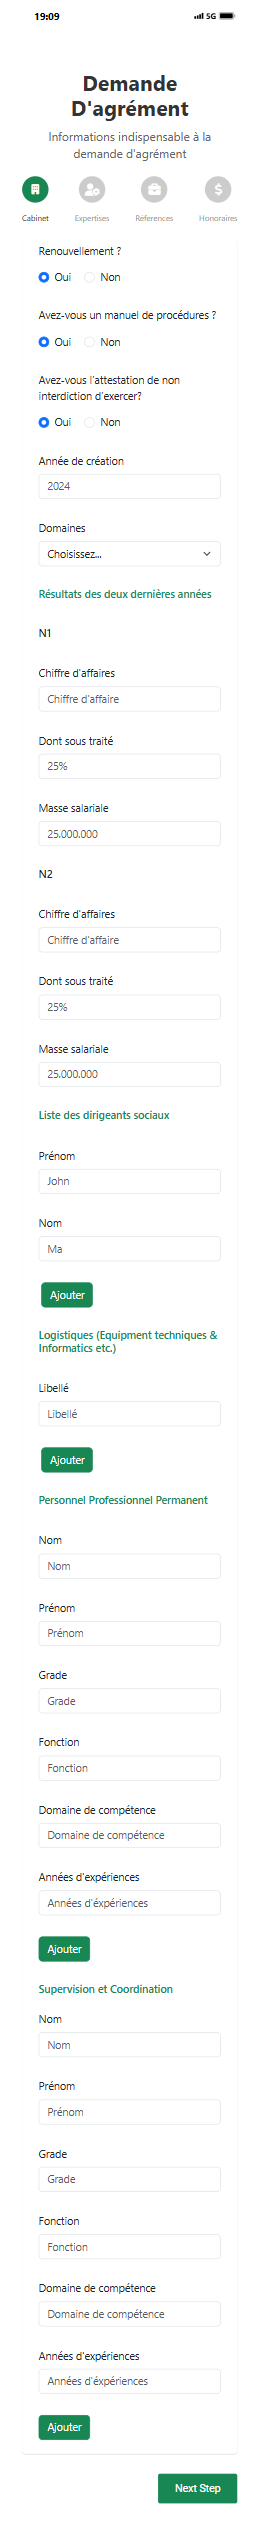 19:09
5G
Demande
D'agrément
Informations indispensable à la
demande d'agrément
Cabinet Expertises Réferences Honoraires
Renouvellement ?
Oui Non
Avez-vous un manuel de procédures ?
Oui Non
Avez-vous l'attestation de non
interdiction d'exercer?
Oui Non
Année de création
2024
Domaines
Choisissez...
Résultats des deux dernières années
N1
Chiffre d'affaires
Chiffre d'affaire
Dont sous traité
25%
Masse salariale
25.000.000
N2
Chiffre d'affaires
Chiffre d'affaire
Dont sous traité
25%
Masse salariale
25.000.000
Liste des dirigeants sociaux
Prénom
John
Nom
Ma
Ajouter
Logistiques (Equipment techniques &
Informatics etc.)
Libellé
Libellé
Ajouter
Personnel Professionnel Permanent
Nom
Nom
Prénom
Prénom
Grade
Grade
Fonction
Fonction
Domaine de compétence
Domaine de compétence
Années d'expériences
Années d'éxpériences
Ajouter
Supervision et Coordination
Nom
Nom
Prénom
Prénom
Grade
Grade
Fonction
Fonction
Domaine de compétence
Domaine de compétence
Années d'expériences
Années d'éxpériences
Ajouter
Next Step